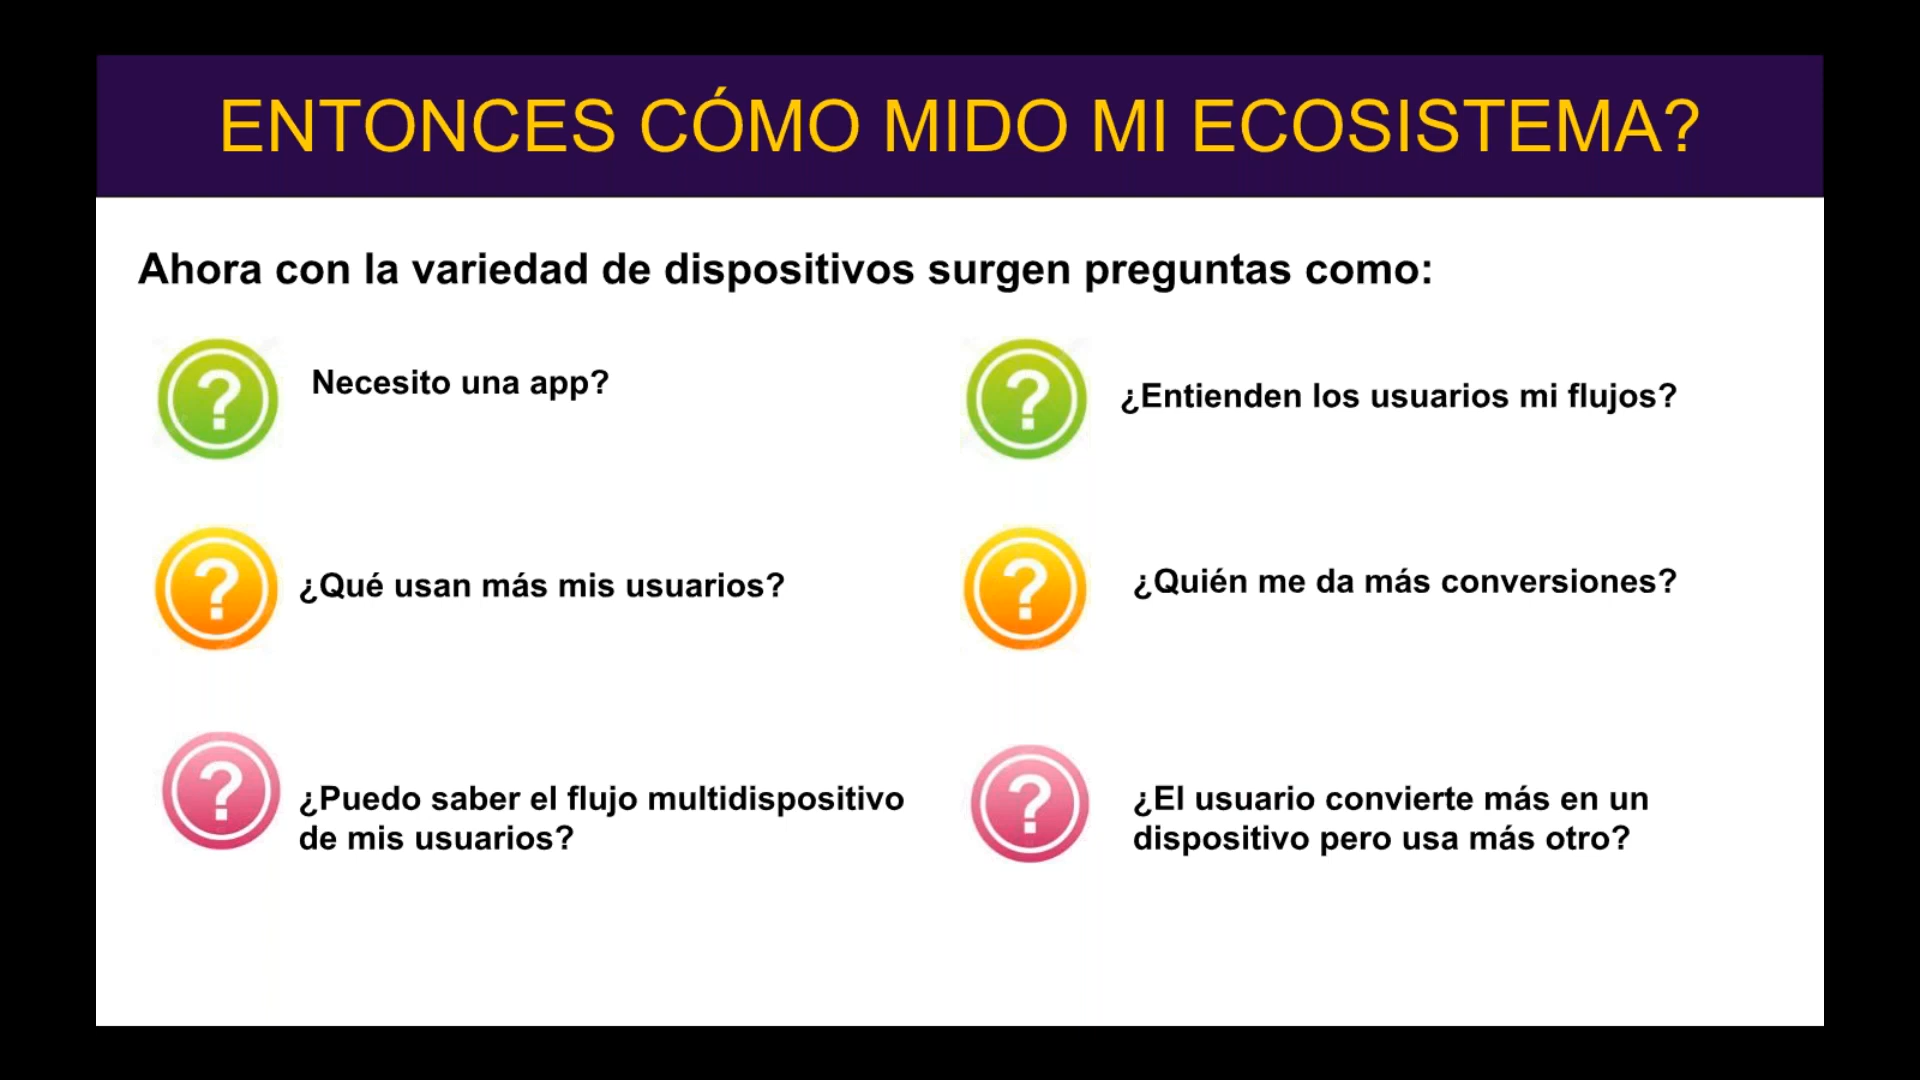 ENTONCES CÓMO MIDO MI ECOSISTEMA?
Ahora con la variedad de dispositivos surgen preguntas como:
Necesito una app?
¿Entienden los usuarios mi flujos?
¿Qué usan más mis usuarios?
¿Quién me da más conversiones?
¿Puedo saber el flujo multidispositivo
de mis usuarios?
¿El usuario convierte más en un
dispositivo pero usa más otro?